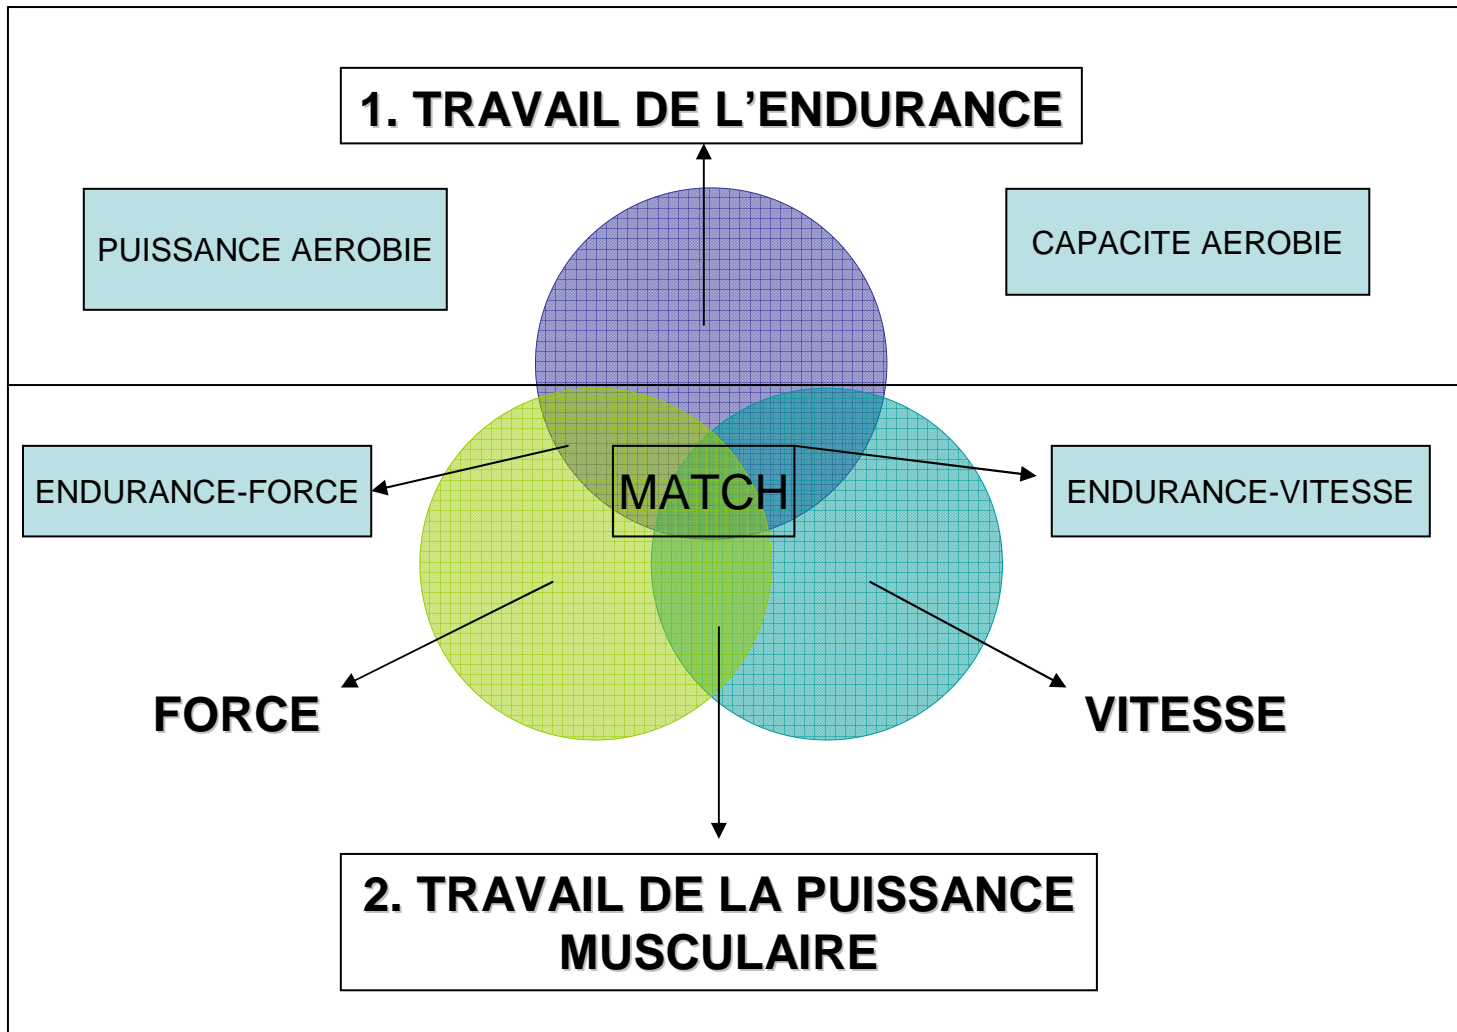 1. TRAVAIL DE L’ENDURANCE
PUISSANCE AEROBIE
CAPACITE AEROBIE
ENDURANCE-FORCE
MATCH
ENDURANCE-VITESSE
FORCE
VITESSE
2. TRAVAIL DE LA PUISSANCE
MUSCULAIRE